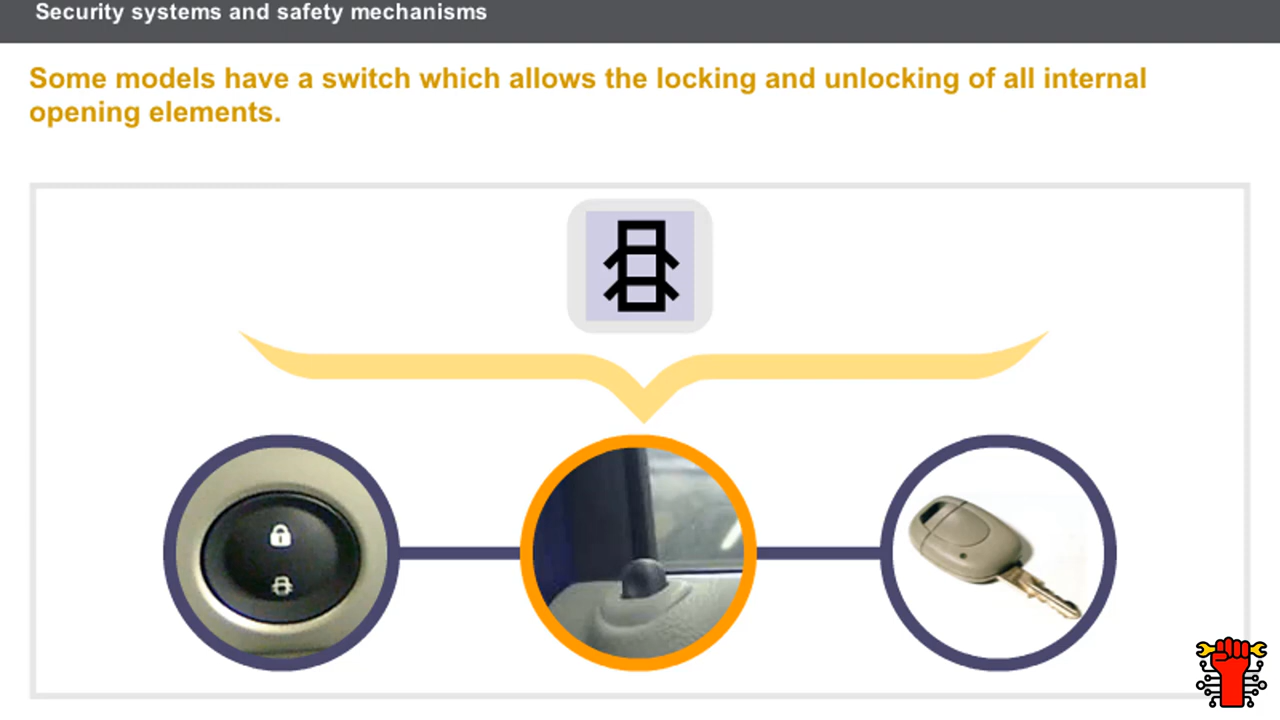 Security systems and safety mechanisms
Some models have a switch which allows the locking and unlocking of all internal
opening elements.